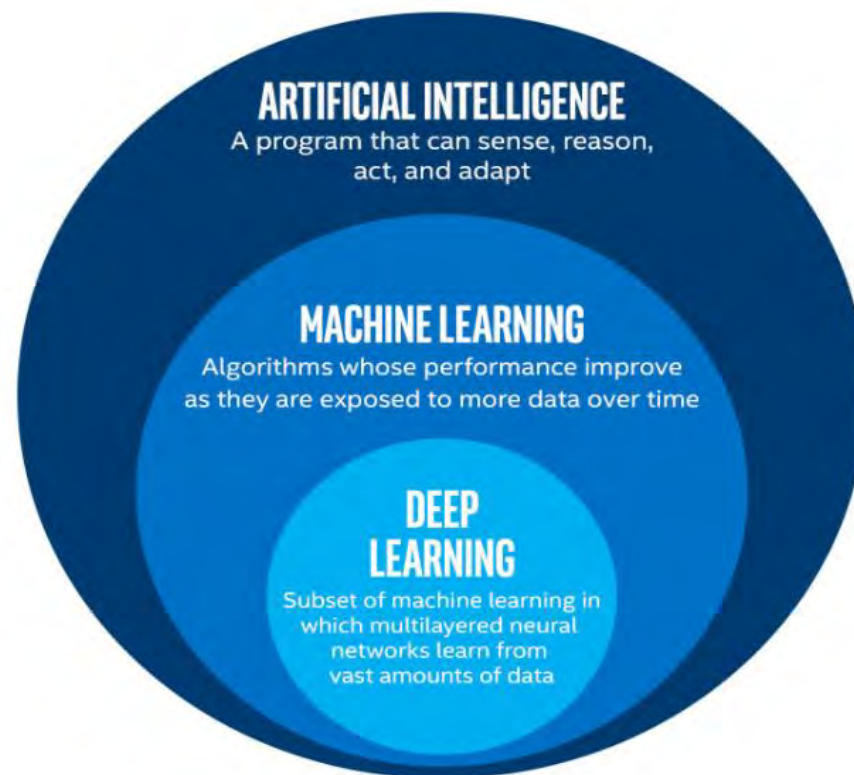 ARTIFICIAL INTELLIGENCE
A program that can sense, reason,
act, and adapt
MACHINE LEARNING
Algorithms whose performance improve
as they are exposed to more data over time
DEEP
LEARNING
Subset of machine learning in
which multilayered neural
networks learn from
vast amounts of data